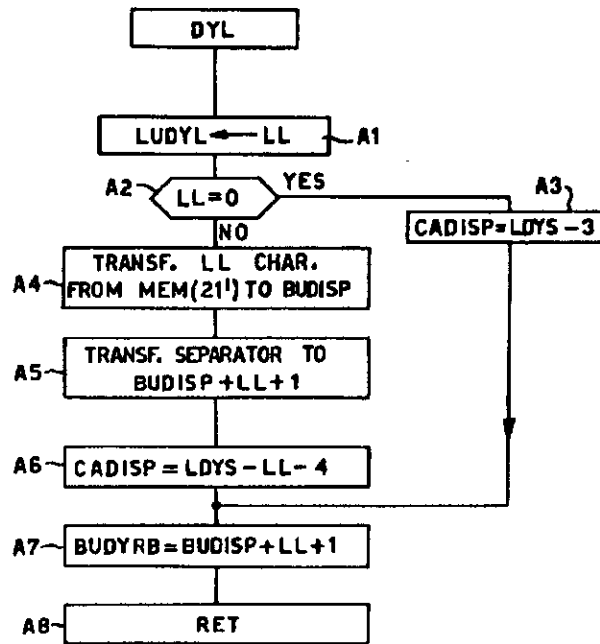 DYL
LUDYL ← LL
A1
A2
LL=0
YES
A3
CADISP=LDYS-3
NO
A4
TRANSF. LL CHAR.
FROM MEM(21') TO BUDISP
A5
TRANSF. SEPARATOR TO
BUDISP+LL+1
A6
CADISP=LDYS-LL-4
A7
BUDYRB=BUDISP+LL+1
A8
RET